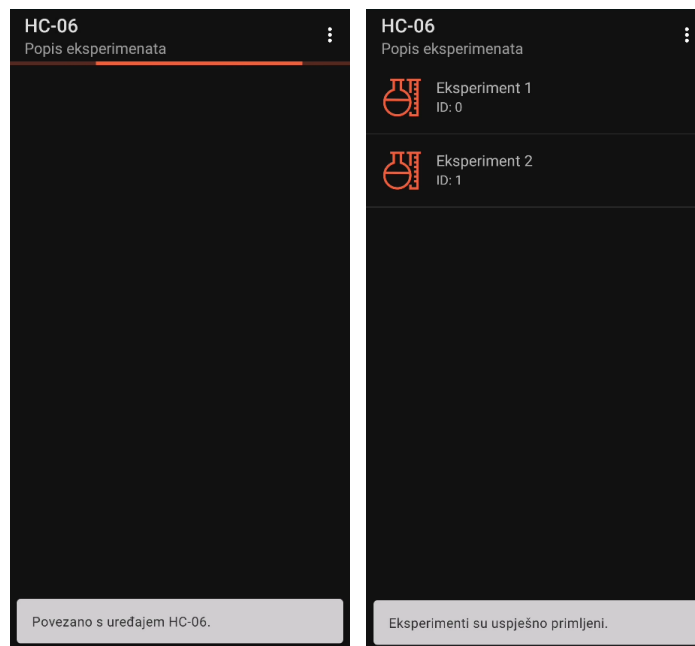 HC-06
Popis eksperimenata
Povezano s uređajem HC-06.
HC-06
Popis eksperimenata
Eksperiment 1
ID: 0
Eksperiment 2
ID: 1
Eksperimenti su uspješno primljeni.